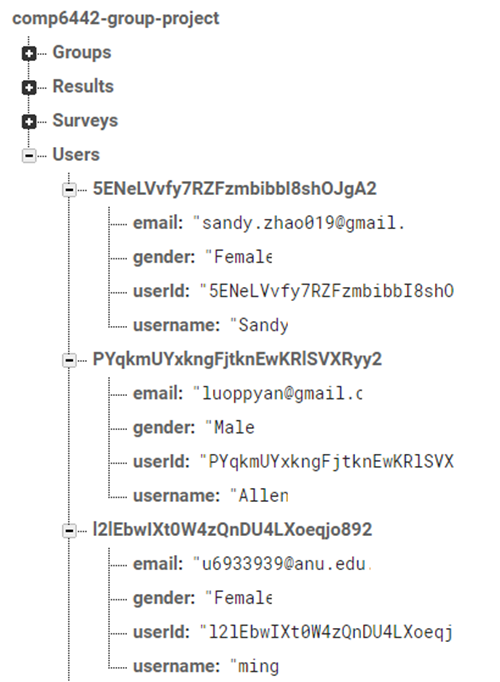 comp6442-group-project
Groups
Results
Surveys
Users
5ENeLVvfy7RZFzmbibbI8shOJgA2
email: "sandy.zhao019@gmail.
gender: "Female
userId: "5ENeLVvfy7RZFzmbibbI8shO
username: "Sandy
PYqkmUYxkngFjtknEwKRlSVXRyy2
email: "luoppyan@gmail.c
gender: "Male
userId: "PYqkmUYxkngFjtknEwKRlSVX
username: "Allen
l2lEbwIXt0W4zQnDU4LXoeqjo892
email: "u6933939@anu.edu.
gender: "Female
userId: "l2lEbwIXt0W4zQnDU4LXoeqj
username: "ming